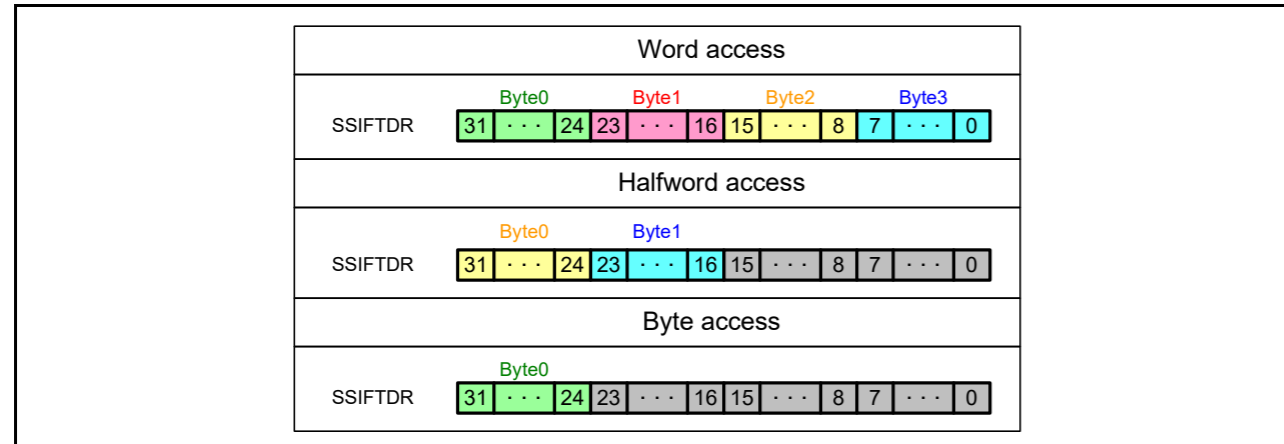 Word access
Byte0 Byte1 Byte2 Byte3
SSIFTDR 31 · · · 24 23 · · · 16 15 · · · 8 7 · · · 0
Halfword access
Byte0 Byte1
SSIFTDR 31 · · · 24 23 · · · 16 15 · · · 8 7 · · · 0
Byte access
Byte0
SSIFTDR 31 · · · 24 23 · · · 16 15 · · · 8 7 · · · 0